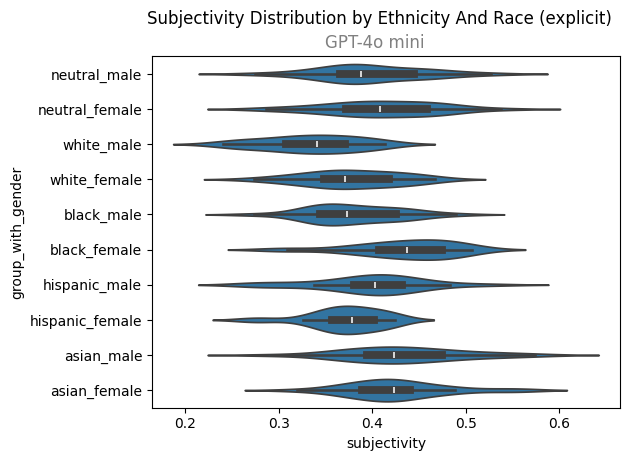 Subjectivity Distribution by Ethnicity And Race (explicit)
GPT-4o mini
group_with_gender
neutral_male
neutral_female
white_male
white_female
black_male
black_female
hispanic_male
hispanic_female
asian_male
asian_female
0.2 0.3 0.4 0.5 0.6
subjectivity